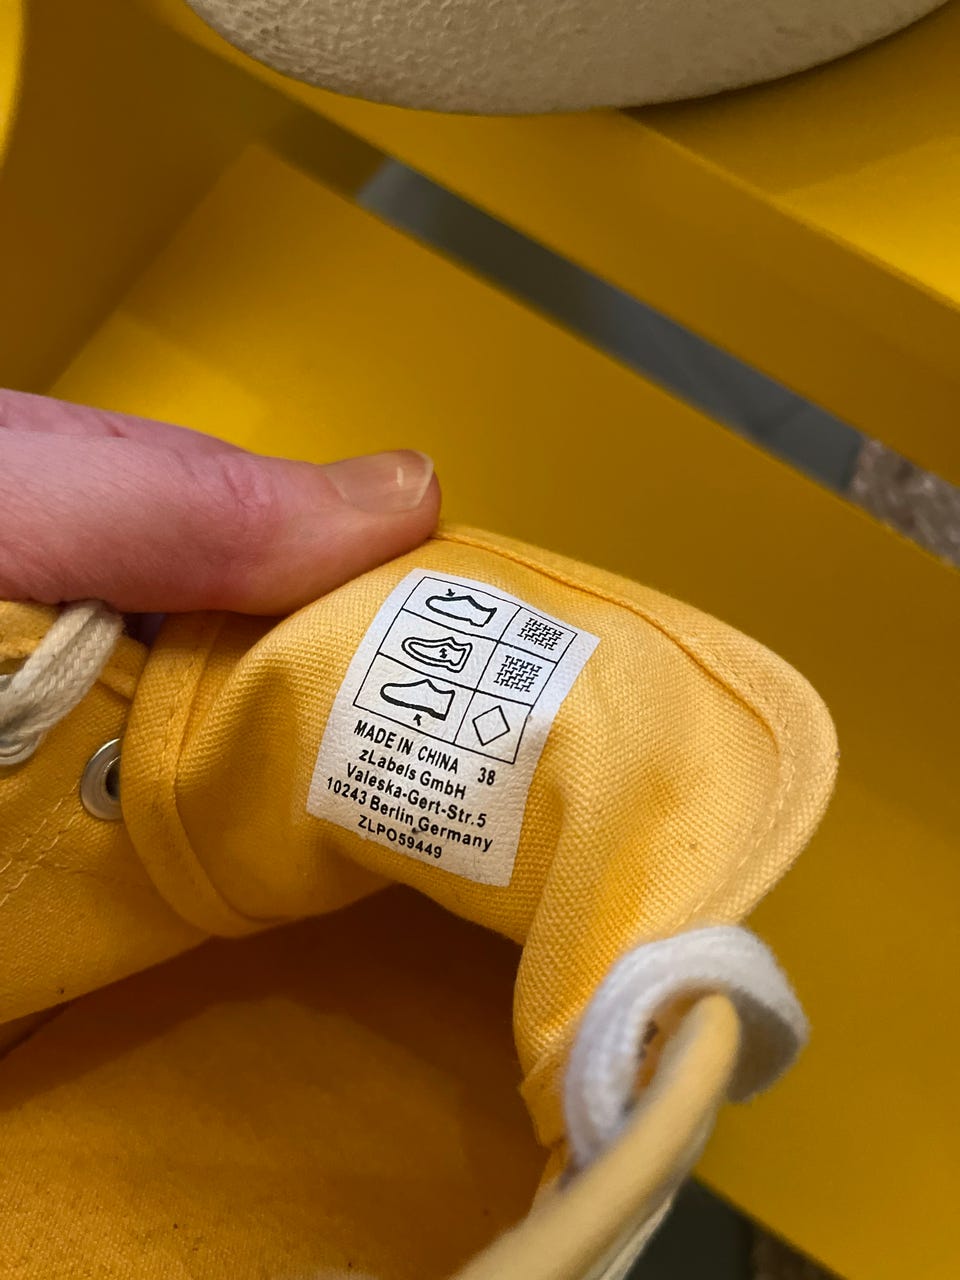 MADE IN CHINA 38
zLabels GmbH
Valeska-Gert-Str.5
10243 Berlin Germany
ZLPO59449